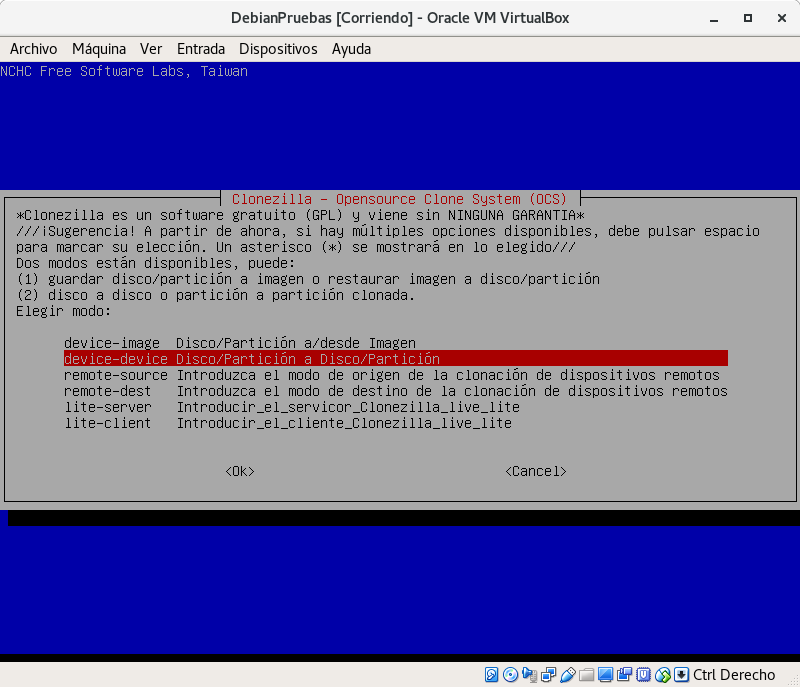 DebianPruebas [Corriendo] - Oracle VM VirtualBox
Archivo Máquina Ver Entrada Dispositivos Ayuda
NCHC Free Software Labs, Taiwan
Clonezilla - Opensource Clone System (OCS)
*Clonezilla es un software gratuito (GPL) y viene sin NINGUNA GARANTIA*
///¡Sugerencia! A partir de ahora, si hay múltiples opciones disponibles, debe pulsar espacio
para marcar su elección. Un asterisco (*) se mostrará en lo elegido///
Dos modos están disponibles, puede:
(1) guardar disco/partición a imagen o restaurar imagen a disco/partición
(2) disco a disco o partición a partición clonada.
Elegir modo:
device-image Disco/Partición a/desde Imagen
device-device Disco/Partición a Disco/Partición
remote-source Introduzca el modo de origen de la clonación de dispositivos remotos
remote-dest Introduzca el modo de destino de la clonación de dispositivos remotos
lite-server Introducir_el_servicor_Clonezilla_live_lite
lite-client Introducir_el_cliente_Clonezilla_live_lite
<Ok> <Cancel>
Ctrl Derecho